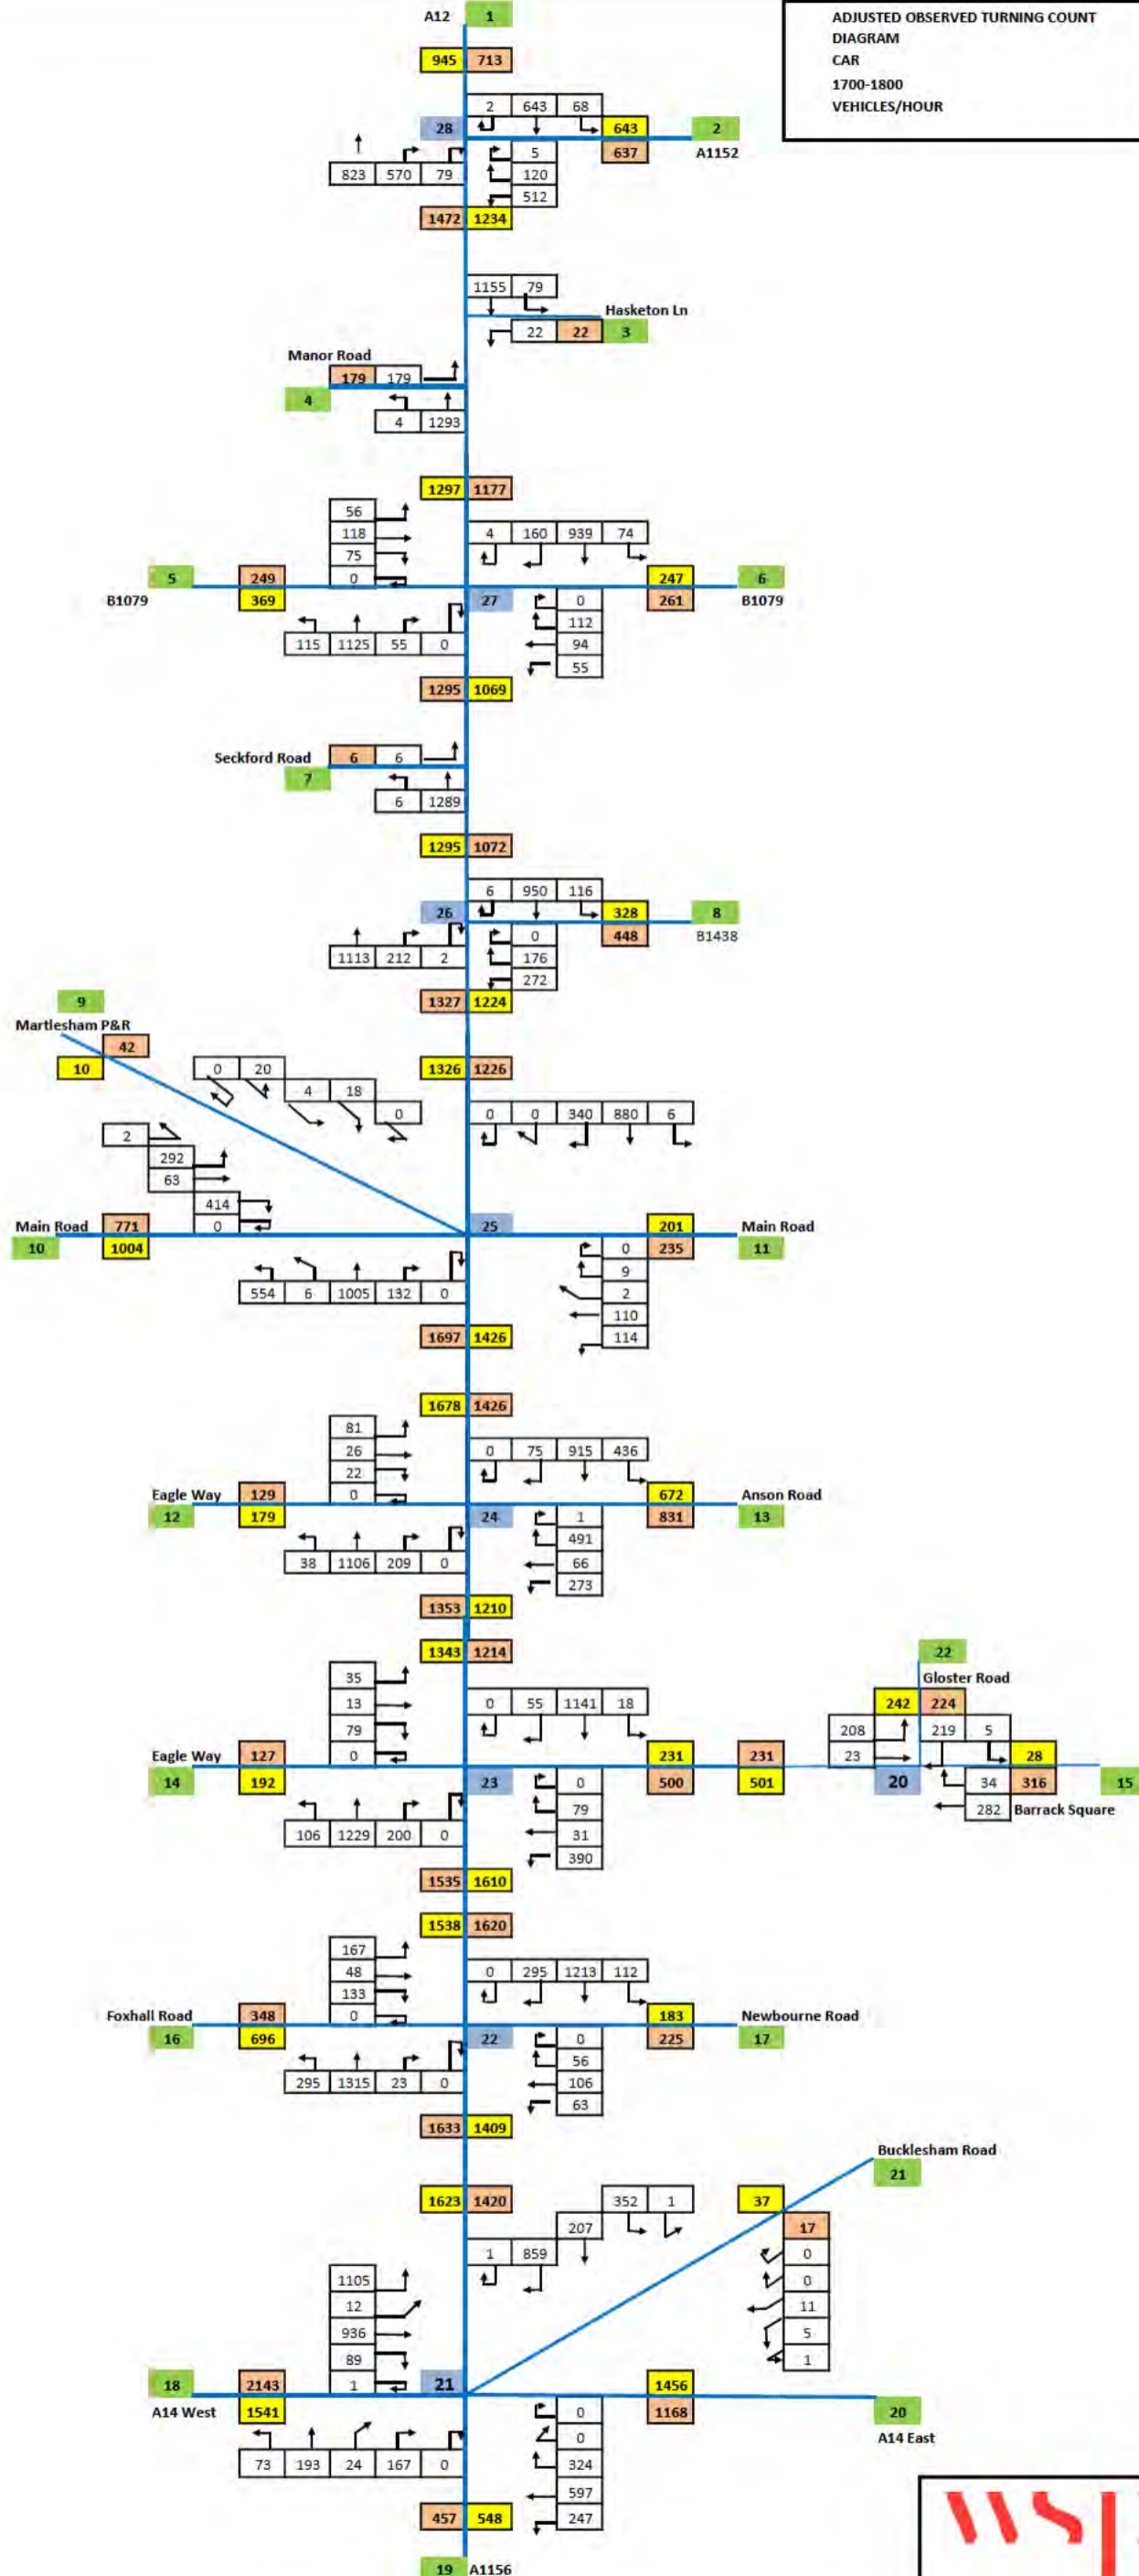 A12 1
ADJUSTED OBSERVED TURNING COUNT
DIAGRAM
CAR
1700-1800
VEHICLES/HOUR
945 713
2 643 68
28 643 2
5 637 A1152
823 570 79 120
512
1472 1234
1155 79
Hasketon Ln
22 22 3
Manor Road
179 179
4
4 1293
1297 1177
56
118 4 160 939 74
75
5 249 0 247 6
B1079 369 27 0 261 B1079
112
115 1125 55 0 94
55
1295 1069
Seckford Road 6 6
7
6 1289
1295 1072
6 950 116
26 328 8
0 448 B1438
1113 212 2 176
272
9 1327 1224
Martlesham P&R
42
10 0 20 1326 1226
4 18
0 0 0 340 880 6
2
292
63
414
Main Road 771 0 25 201 Main Road
10 1004 0 235 11
9
554 6 1005 132 0 2
110
1697 1426 114
1678 1426
81
26 0 75 915 436
22
Eagle Way 129 0 672 Anson Road
12 179 24 1 831 13
491
38 1106 209 0 66
273
1353 1210
1343 1214 22
35 Gloster Road
13 0 55 1141 18 242 224
79 208 219 5
Eagle Way 127 0 231 231 23 28
14 192 23 0 500 501 20 34 316 15
79 282 Barrack Square
106 1229 200 0 31
390
1535 1610
1538 1620
167
48 0 295 1213 112
133
Foxhall Road 348 0 183 Newbourne Road
16 696 22 0 225 17
56
295 1315 23 0 106
63
1633 1409
Bucklesham Road
21
1623 1420 352 1 37
207 17
1 859 0
1105 0
12 11
936 5
89 1
18 2143 1 21 1456
A14 West 1541 0 1168 20
0 A14 East
73 193 24 167 0 324
597
457 548 247
19 A1156
WSP